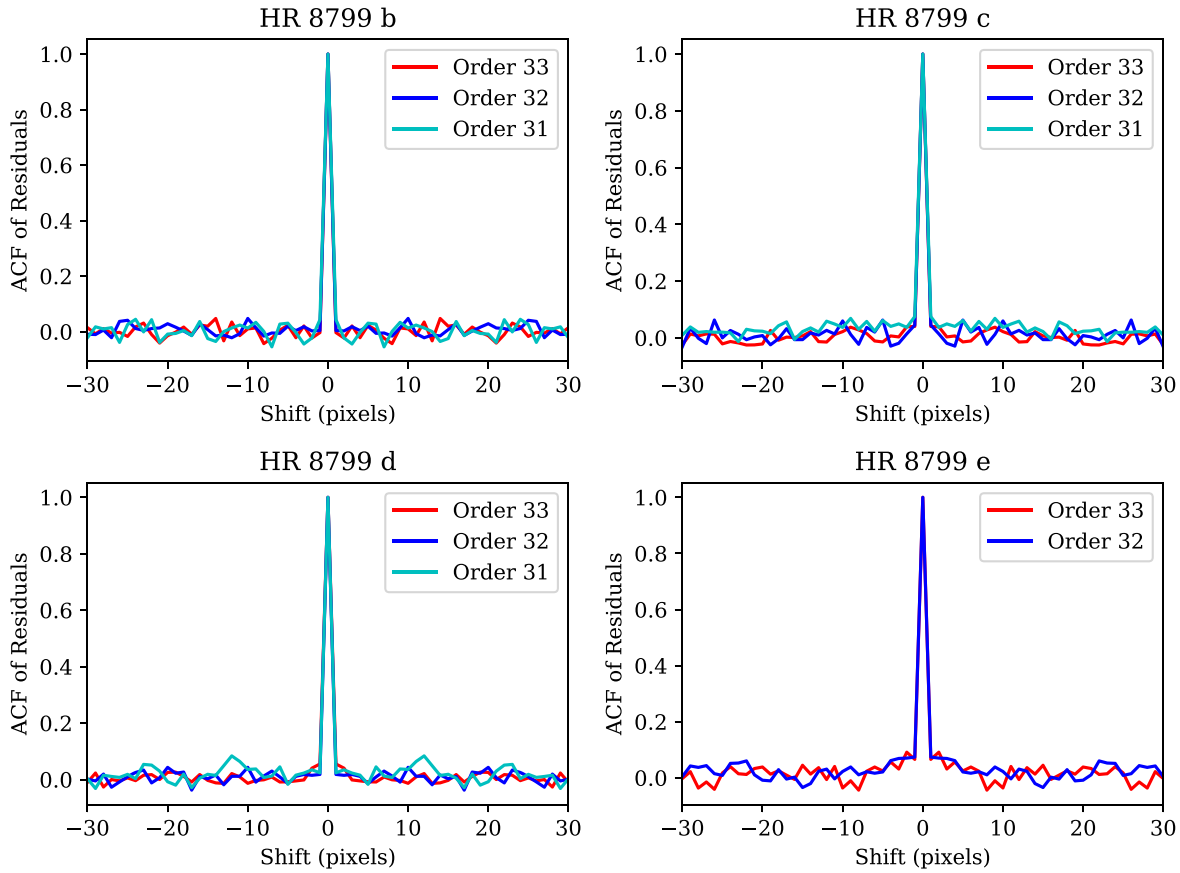 HR 8799 b
ACF of Residuals
1.0
0.8
0.6
0.4
0.2
0.0
Order 33
Order 32
Order 31
−30 −20 −10 0 10 20 30
Shift (pixels)
HR 8799 c
ACF of Residuals
1.0
0.8
0.6
0.4
0.2
0.0
Order 33
Order 32
Order 31
−30 −20 −10 0 10 20 30
Shift (pixels)
HR 8799 d
ACF of Residuals
1.0
0.8
0.6
0.4
0.2
0.0
Order 33
Order 32
Order 31
−30 −20 −10 0 10 20 30
Shift (pixels)
HR 8799 e
ACF of Residuals
1.0
0.8
0.6
0.4
0.2
0.0
Order 33
Order 32
−30 −20 −10 0 10 20 30
Shift (pixels)